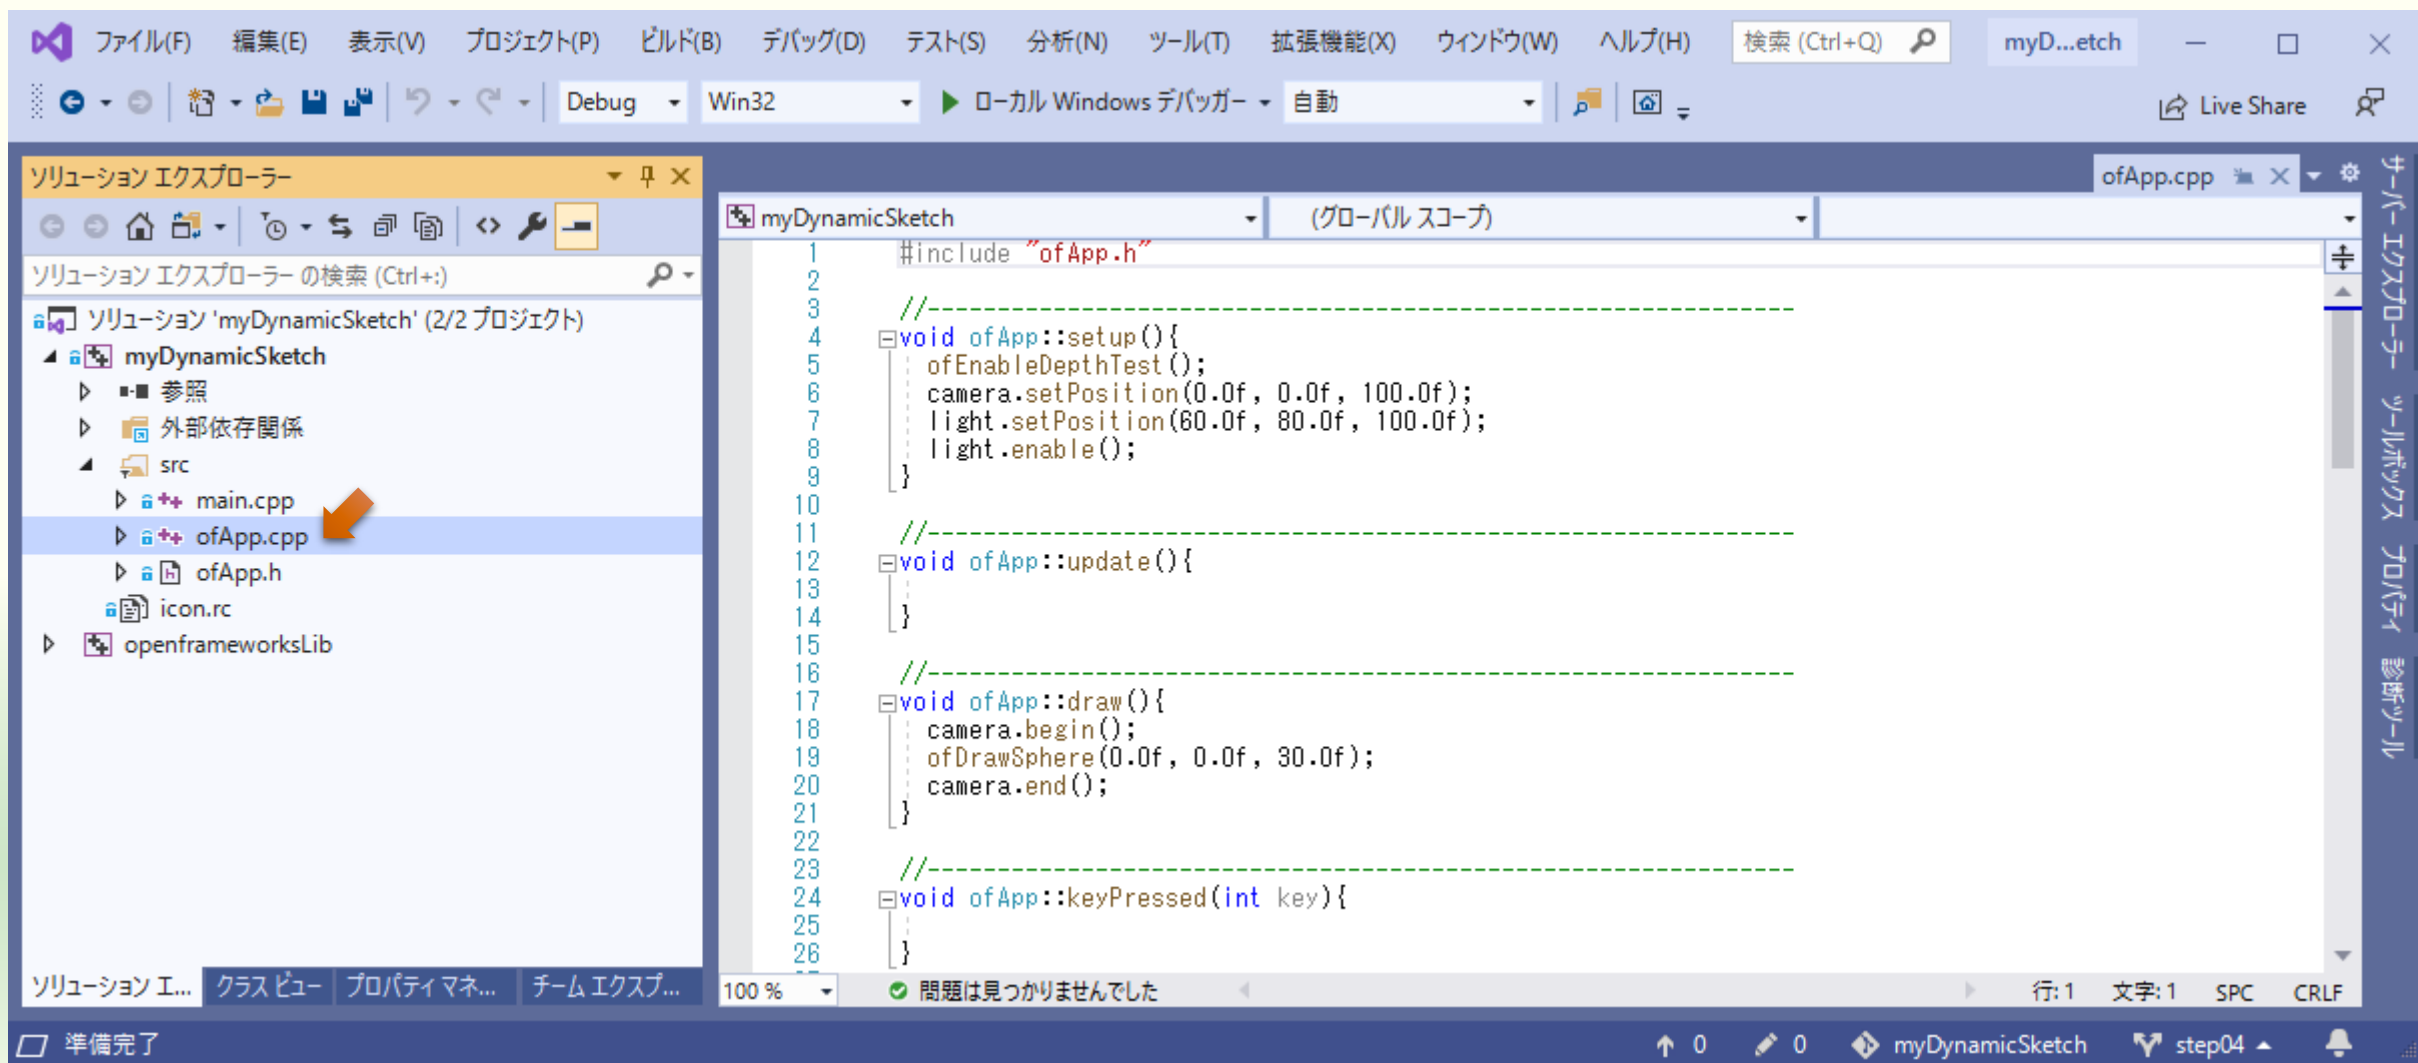 ファイル(F) 編集(E) 表示(V) プロジェクト(P) ビルド(B) デバッグ(D) テスト(S) 分析(N) ツール(T) 拡張機能(X) ウィンドウ(W) ヘルプ(H) 検索 (Ctrl+Q) myD...etch
Debug Win32 ローカル Windows デバッガー 自動 Live Share
ソリューション エクスプローラー
ソリューション エクスプローラー の検索 (Ctrl+:)
ソリューション 'myDynamicSketch' (2/2 プロジェクト)
myDynamicSketch
参照
外部依存関係
src
main.cpp
ofApp.cpp
ofApp.h
icon.rc
openframeworksLib
ソリューション エ... クラス ビュー プロパティ マネ... チーム エクスプ...
ofApp.cpp
myDynamicSketch (グローバル スコープ)
1 #include "ofApp.h"
2
3 //--------------------------------------------------------------
4 void ofApp::setup(){
5 ofEnableDepthTest();
6 camera.setPosition(0.0f, 0.0f, 100.0f);
7 light.setPosition(60.0f, 80.0f, 100.0f);
8 light.enable();
9 }
10
11 //--------------------------------------------------------------
12 void ofApp::update(){
13
14 }
15
16 //--------------------------------------------------------------
17 void ofApp::draw(){
18 camera.begin();
19 ofDrawSphere(0.0f, 0.0f, 30.0f);
20 camera.end();
21 }
22
23 //--------------------------------------------------------------
24 void ofApp::keyPressed(int key){
25
26 }
100 % 問題は見つかりませんでした 行: 1 文字: 1 SPC CRLF
サーバー エクスプローラー
ツールボックス
プロパティ
診断ツール
準備完了 0 0 myDynamicSketch step04